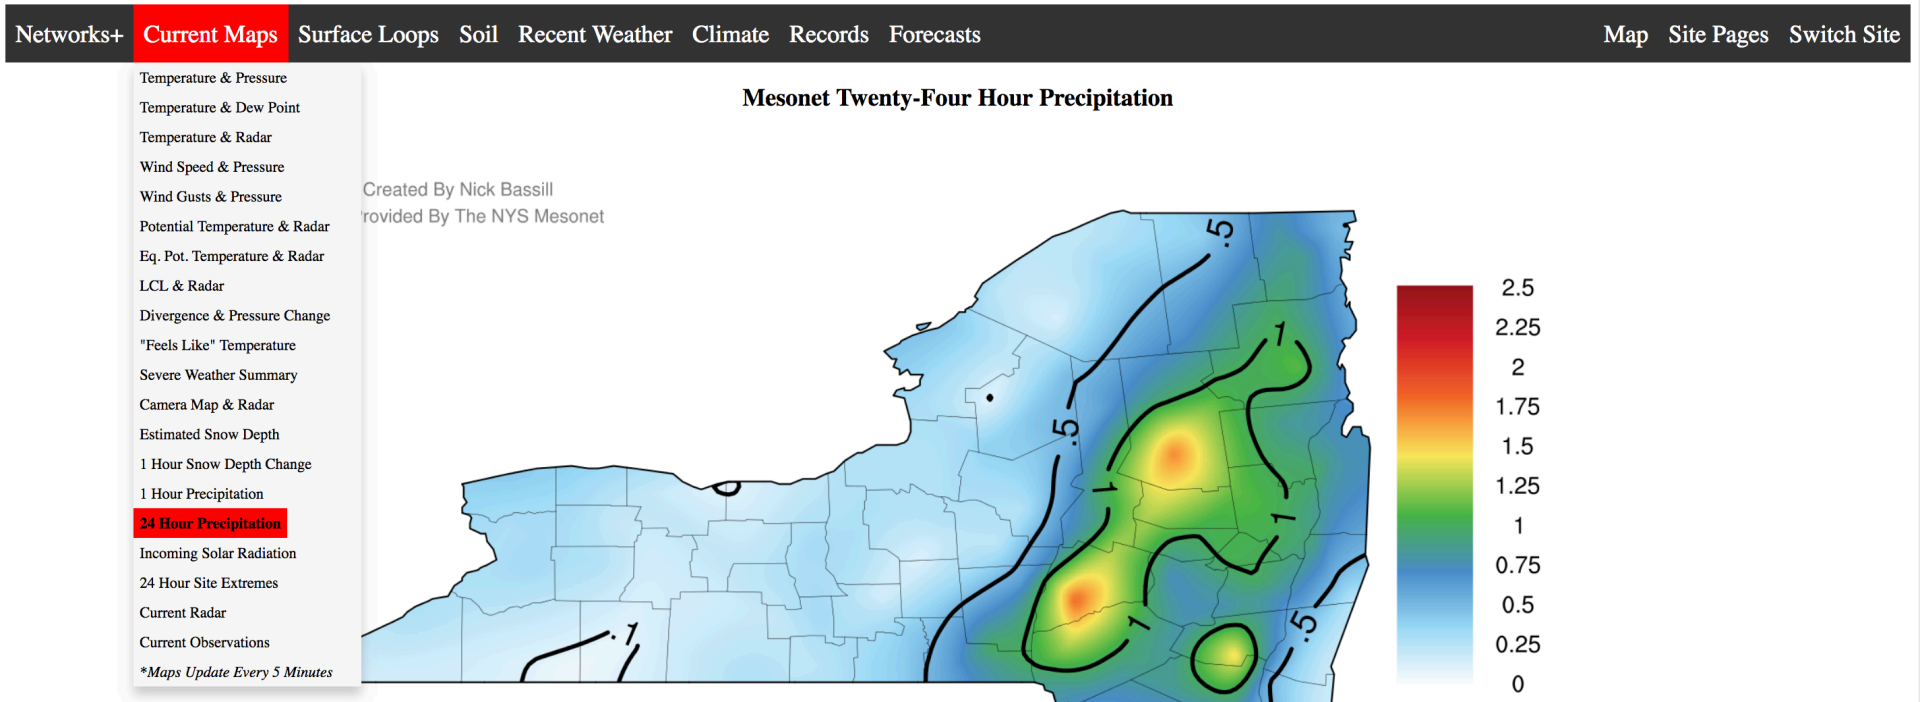 Networks+ Current Maps Surface Loops Soil Recent Weather Climate Records Forecasts Map Site Pages Switch Site
Temperature & Pressure
Temperature & Dew Point
Temperature & Radar
Wind Speed & Pressure
Wind Gusts & Pressure
Potential Temperature & Radar
Eq. Pot. Temperature & Radar
LCL & Radar
Divergence & Pressure Change
"Feels Like" Temperature
Severe Weather Summary
Camera Map & Radar
Estimated Snow Depth
1 Hour Snow Depth Change
1 Hour Precipitation
24 Hour Precipitation
Incoming Solar Radiation
24 Hour Site Extremes
Current Radar
Current Observations
*Maps Update Every 5 Minutes
Mesonet Twenty-Four Hour Precipitation
Created By Nick Bassill
rovided By The NYS Mesonet
.5
1
.5
1
1
1
.5
.1
2.5
2.25
2
1.75
1.5
1.25
1
0.75
0.5
0.25
0